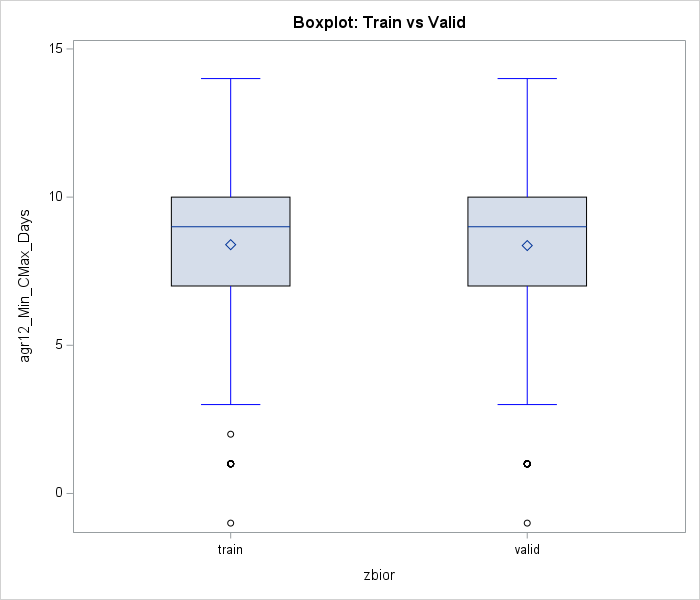 Boxplot: Train vs Valid
15
10
5
0
agr12_Min_CMax_Days
train
valid
zbior